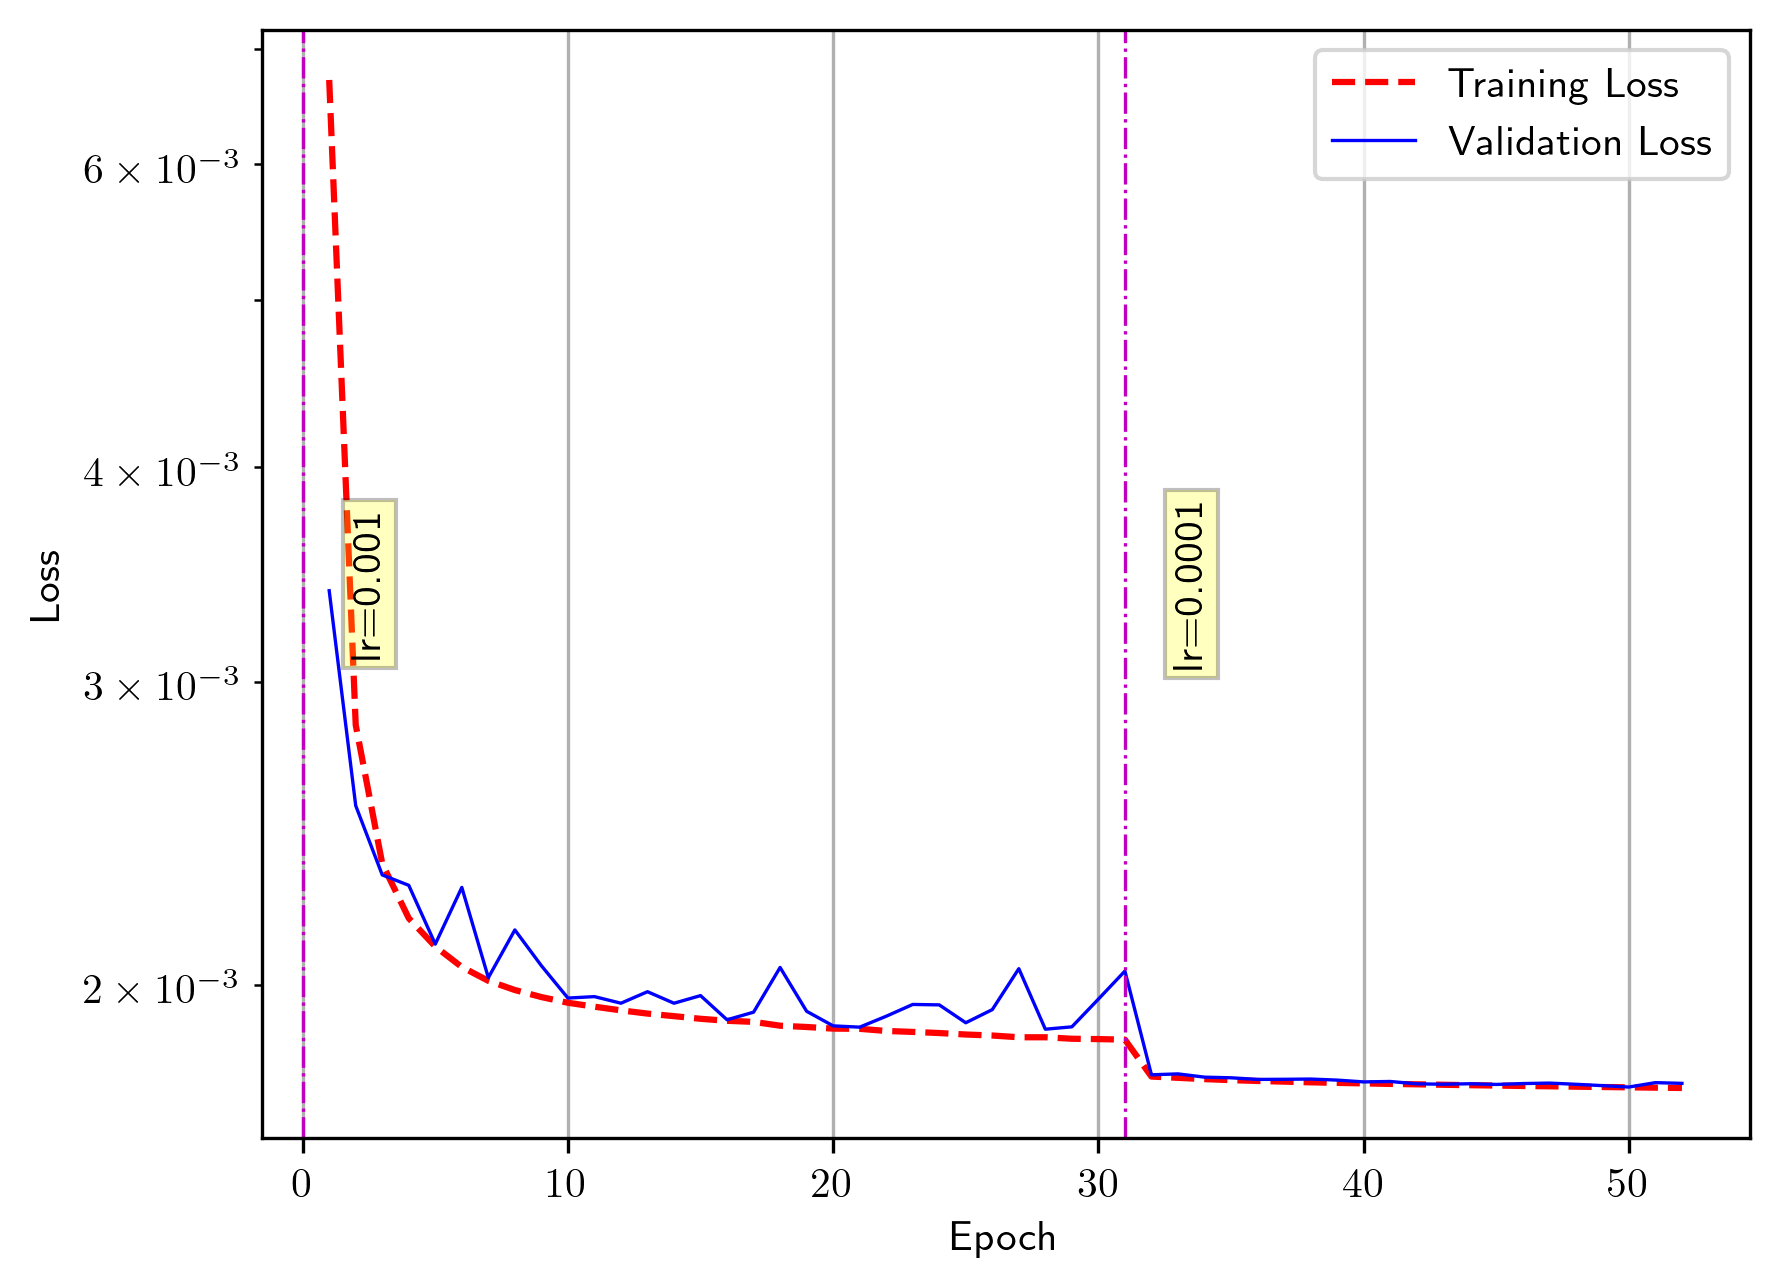 Training Loss
Validation Loss
6 × 10⁻³
4 × 10⁻³
3 × 10⁻³
2 × 10⁻³
Loss
lr=0.001
lr=0.0001
0 10 20 30 40 50
Epoch